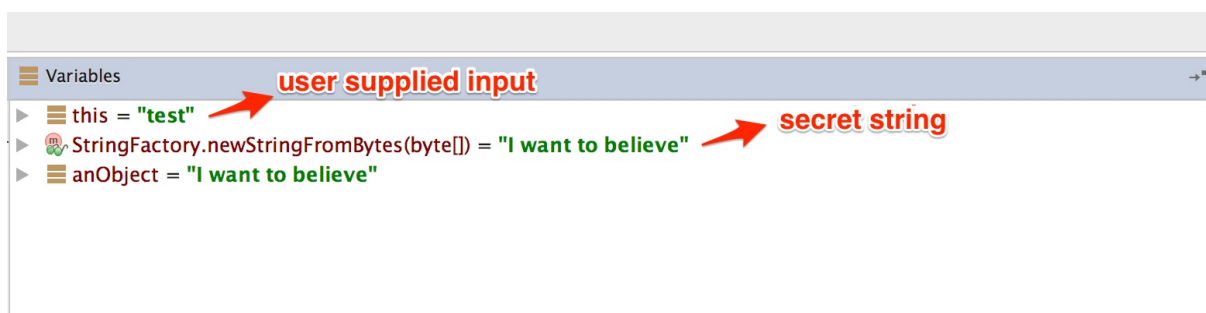 Variables
user supplied input
this = "test"
secret string
StringFactory.newStringFromBytes(byte[]) = "I want to believe"
anObject = "I want to believe"